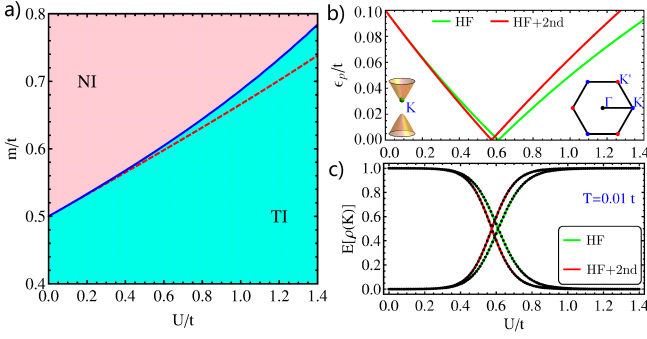 a)
m/t
0.8
0.7
0.6
0.5
0.4
NI
TI
0.0 0.2 0.4 0.6 0.8 1.0 1.2 1.4
U/t
b)
ϵ_p/t
0.10
0.08
0.06
0.04
0.02
0.00
HF HF+2nd
K
K'
Γ K
0.0 0.2 0.4 0.6 0.8 1.0 1.2 1.4
c)
E[ρ(K)]
1.0
0.8
0.6
0.4
0.2
0.0
T=0.01 t
HF
HF+2nd
0.0 0.2 0.4 0.6 0.8 1.0 1.2 1.4
U/t